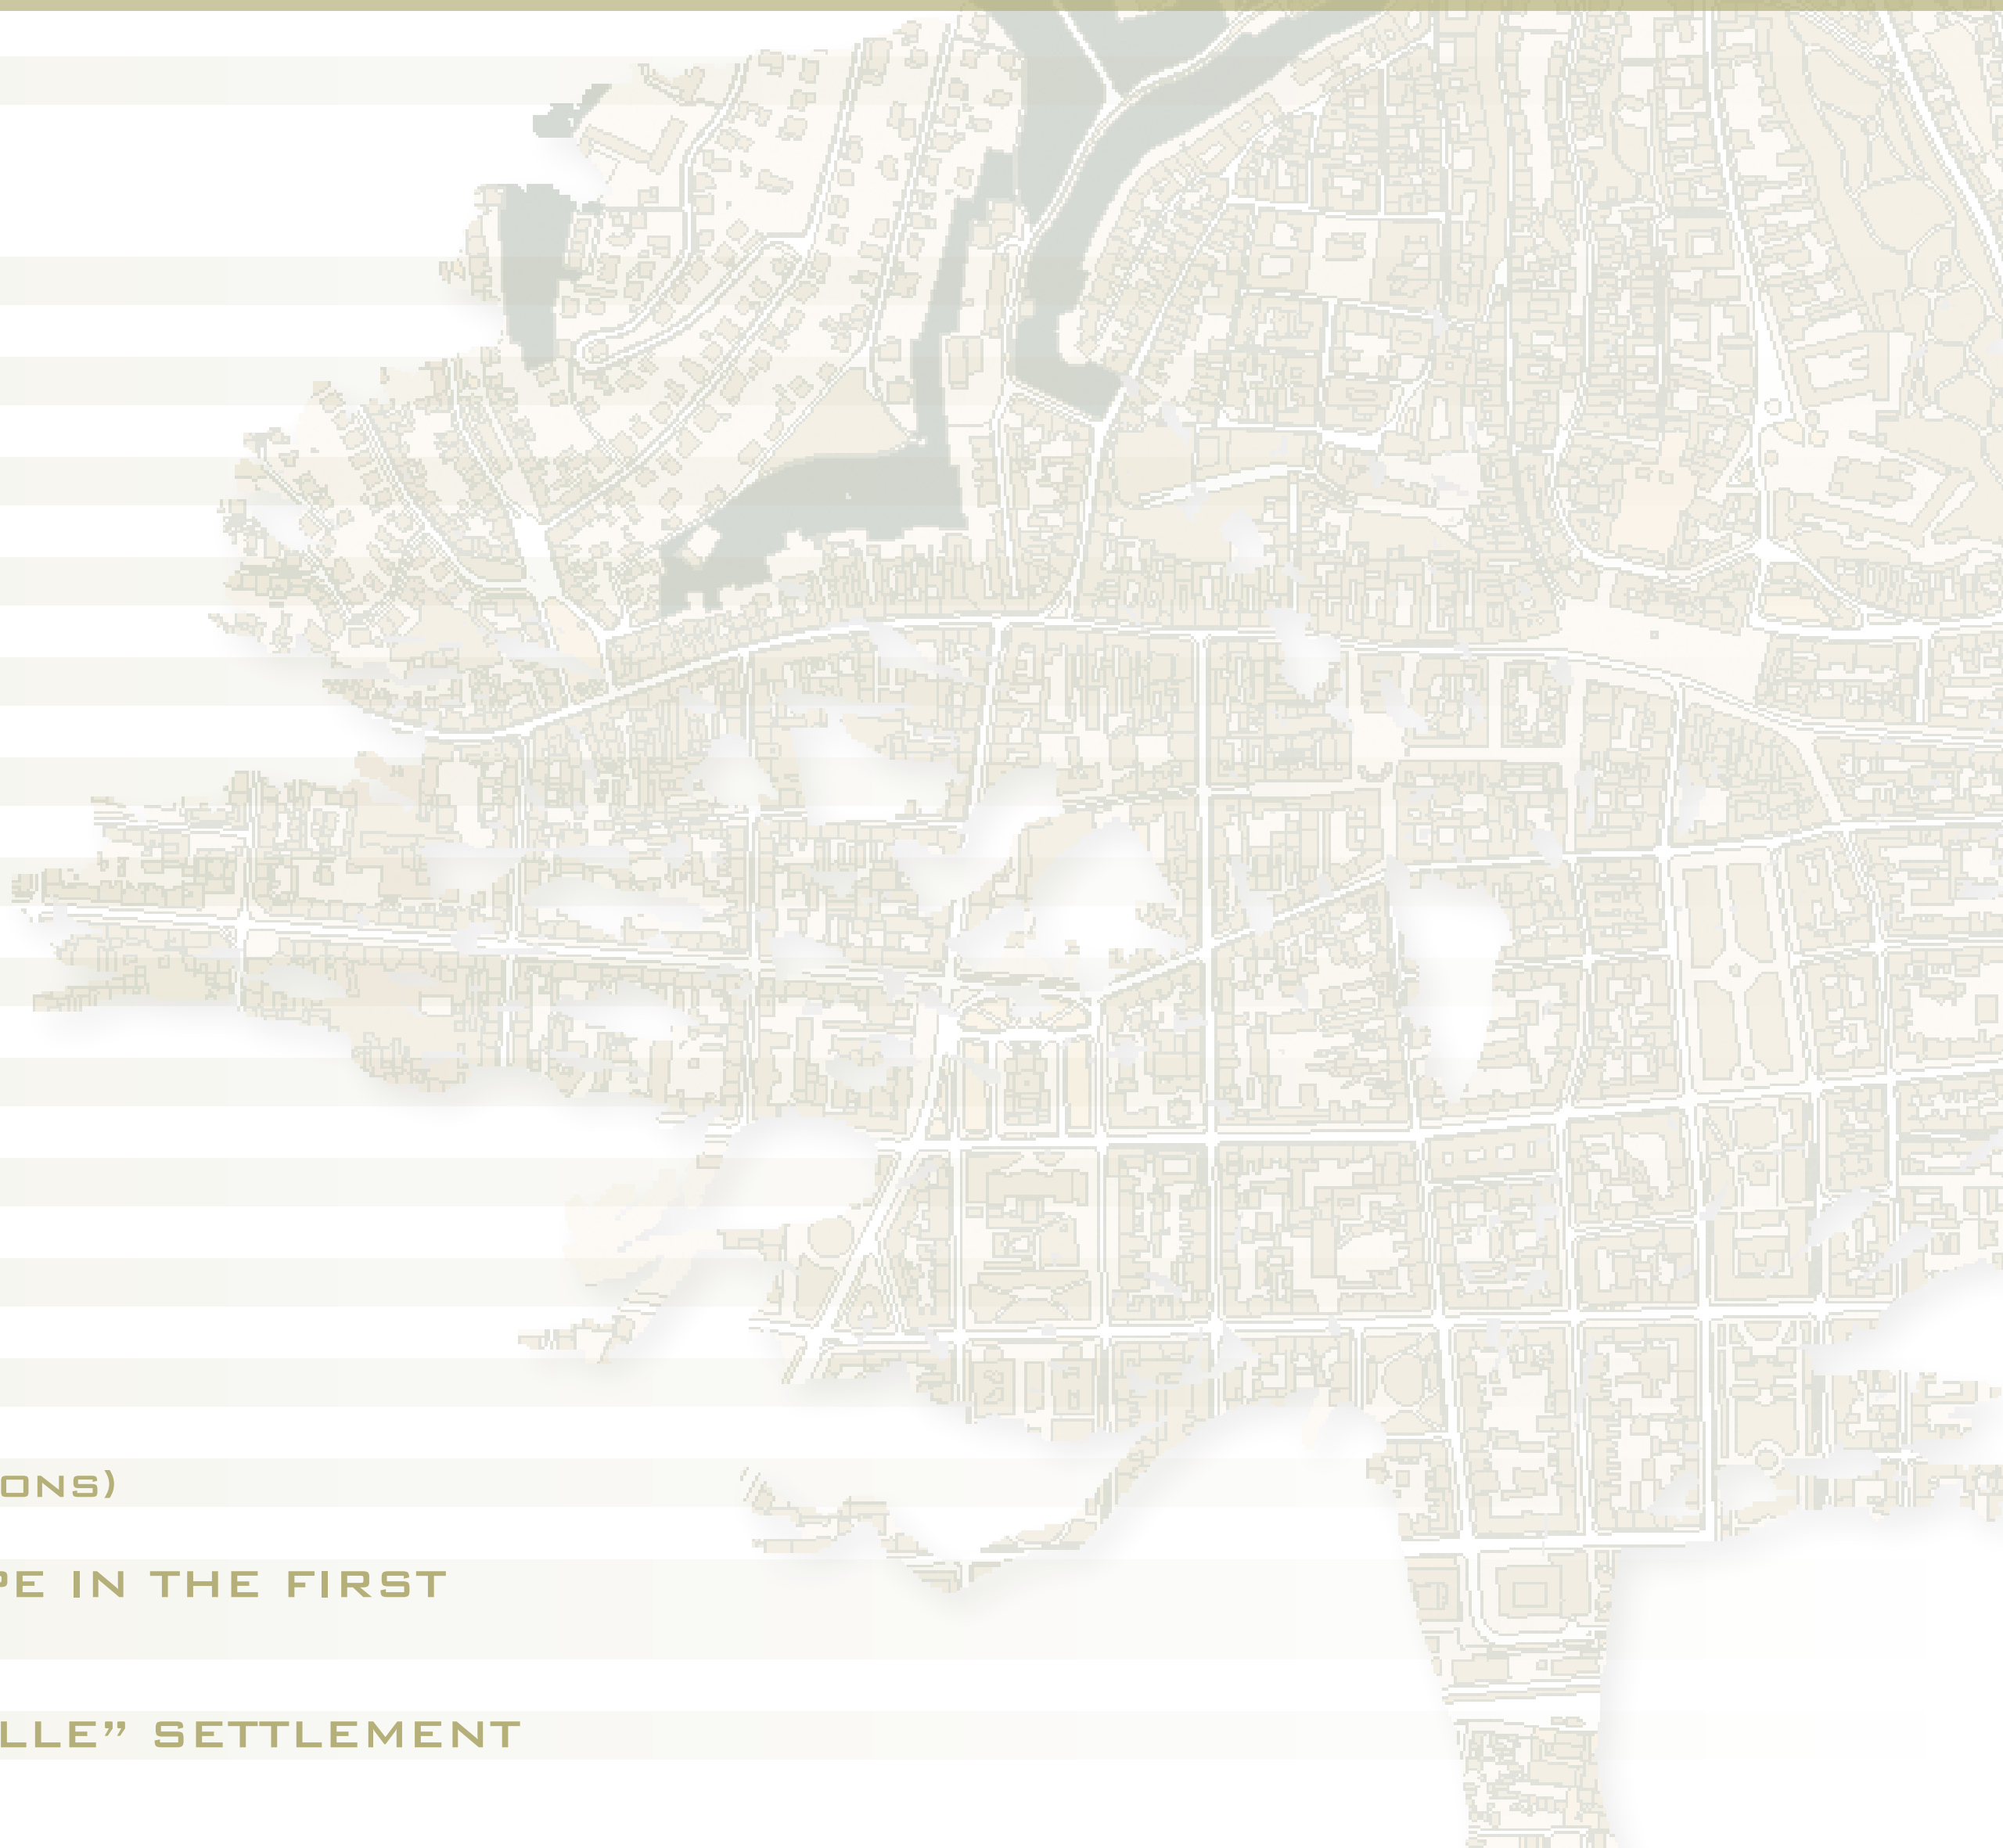 ONS)
PE IN THE FIRST
LLE” SETTLEMENT